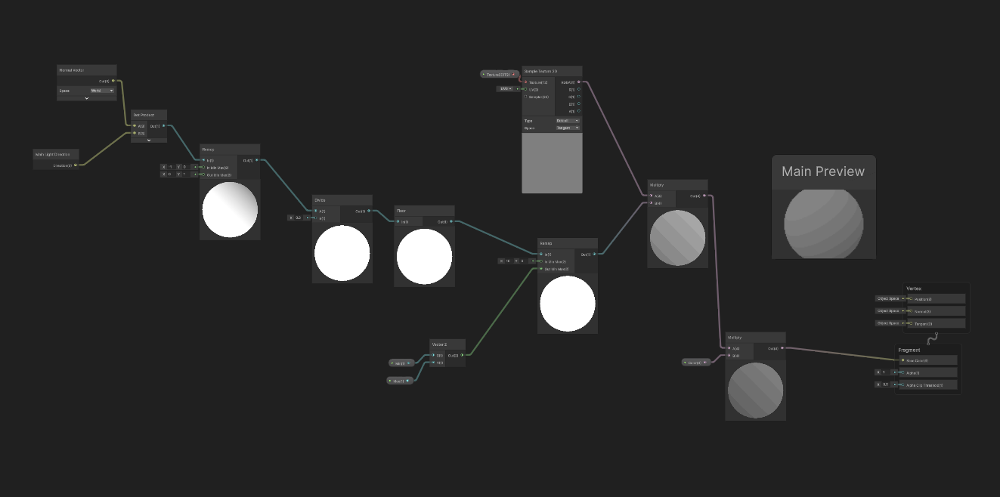 Normal Vector
Out(3)
Space World
Dot Product
A(3) Out(1)
B(3)
Main Light Direction
Direction(3)
Remap
In(1) Out(1)
In Min Max(2)
Out Min Max(2)
X -1 Y 0
X 0 Y 1
Divide
A(1) Out(1)
B(1)
X 0.5
Floor
In(1) Out(1)
Texture2D(T2)
Sample Texture 2D
Texture(T2) RGBA(4)
UV0
UV(2) R(1)
Sampler(SS) G(1)
B(1)
A(1)
Type Default
Space Tangent
Remap
In(1) Out(1)
In Min Max(2)
Out Min Max(2)
Vector 2
X(1) Out(2)
Y(1)
Min(1)
Max(1)
Multiply
A(4) Out(4)
B(4)
Main Preview
Multiply
A(4) Out(4)
B(4)
Color(4)
Vertex
Object Space Position(3)
Object Space Normal(3)
Object Space Tangent(3)
Fragment
Base Color(3)
X 1 Alpha(1)
X 0.5 Alpha Clip Threshold(1)